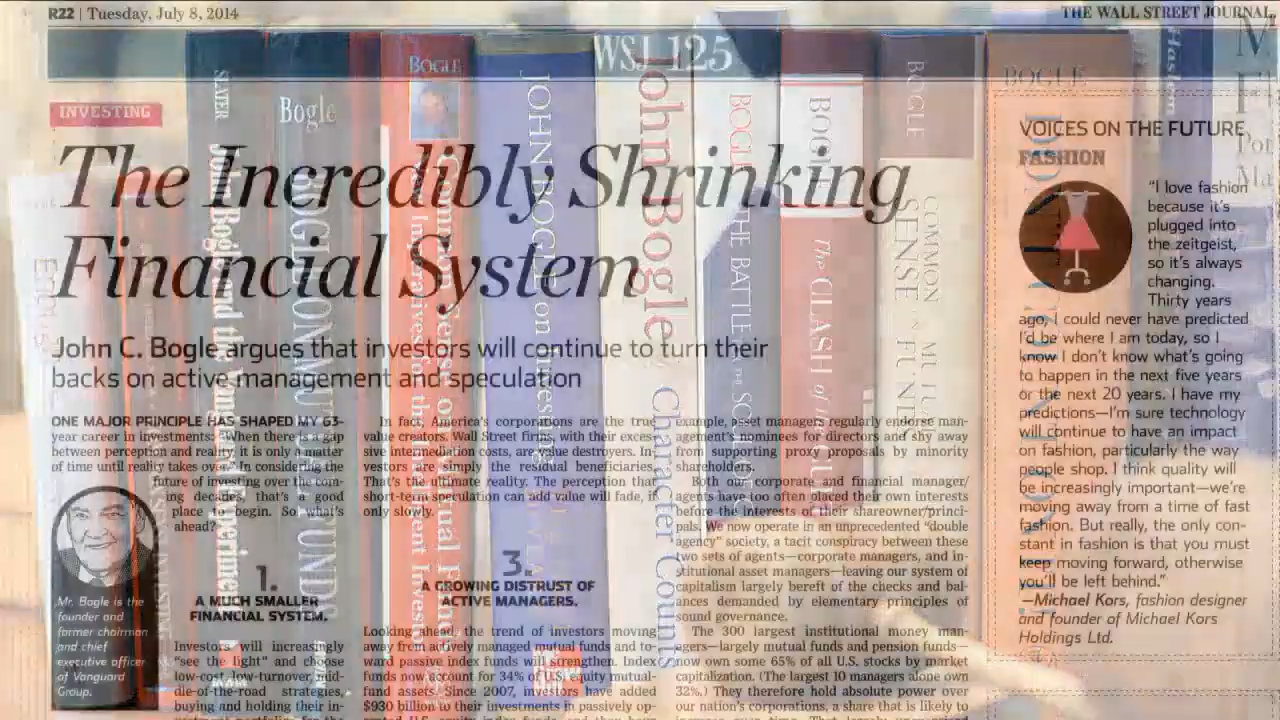 R22 | Tuesday, July 8, 2014
THE WALL STREET JOURNAL.
WSJ 125
INVESTING
The Incredibly Shrinking
Financial System
John C. Bogle argues that investors will continue to turn their
backs on active management and speculation
ONE MAJOR PRINCIPLE HAS SHAPED MY 63-
year career in investments: When there is a gap
between perception and reality, it is only a matter
of time until reality takes over. In considering the
future of investing over the com-
ing decades, that's a good
place to begin. So what's
ahead?
Mr. Bogle is the
founder and
former chairman
and chief
executive officer
of Vanguard
Group.
1.
A MUCH SMALLER
FINANCIAL SYSTEM.
Investors will increasingly
"see the light" and choose
low-cost, low-turnover, mid-
dle-of-the-road strategies,
buying and holding their in-
In fact, America's corporations are the true
value creators. Wall Street firms, with their exces-
sive intermediation costs, are value destroyers. In-
vestors are simply the residual beneficiaries.
That's the ultimate reality. The perception that
short-term speculation can add value will fade, if
only slowly.
3.
A GROWING DISTRUST OF
ACTIVE MANAGERS.
Looking ahead, the trend of investors moving
away from actively managed mutual funds and to-
ward passive index funds will strengthen. Index
funds now account for 34% of U.S. equity mutual-
fund assets. Since 2007, investors have added
$930 billion to their investments in passively op-
example, asset managers regularly endorse man-
agement's nominees for directors and shy away
from supporting proxy proposals by minority
shareholders.
Both our corporate and financial manager/
agents have too often placed their own interests
before the interests of their shareowner/princi-
pals. We now operate in an unprecedented "double
agency" society, a tacit conspiracy between these
two sets of agents—corporate managers, and in-
stitutional asset managers—leaving our system of
capitalism largely bereft of the checks and bal-
ances demanded by elementary principles of
sound governance.
The 300 largest institutional money man-
agers—largely mutual funds and pension funds—
now own some 65% of all U.S. stocks by market
capitalization. (The largest 10 managers alone own
32%.) They therefore hold absolute power over
our nation's corporations, a share that is likely to
VOICES ON THE FUTURE
FASHION
"I love fashion
because it's
plugged into
the zeitgeist,
so it's always
changing.
Thirty years
ago, I could never have predicted
I'd be where I am today, so I
know I don't know what's going
to happen in the next five years
or the next 20 years. I have my
predictions—I'm sure technology
will continue to have an impact
on fashion, particularly the way
people shop. I think quality will
be increasingly important—we're
moving away from a time of fast
fashion. But really, the only con-
stant in fashion is that you must
keep moving forward, otherwise
you'll be left behind."
—Michael Kors, fashion designer
and founder of Michael Kors
Holdings Ltd.
SLATER
Bogle
BOGLE
JOHN BOGLE on Investing
John Bogle Character Counts
BOGLE THE BATTLE
BOGLE The CLASH of
BOGLE COMMON SENSE
BOGLE